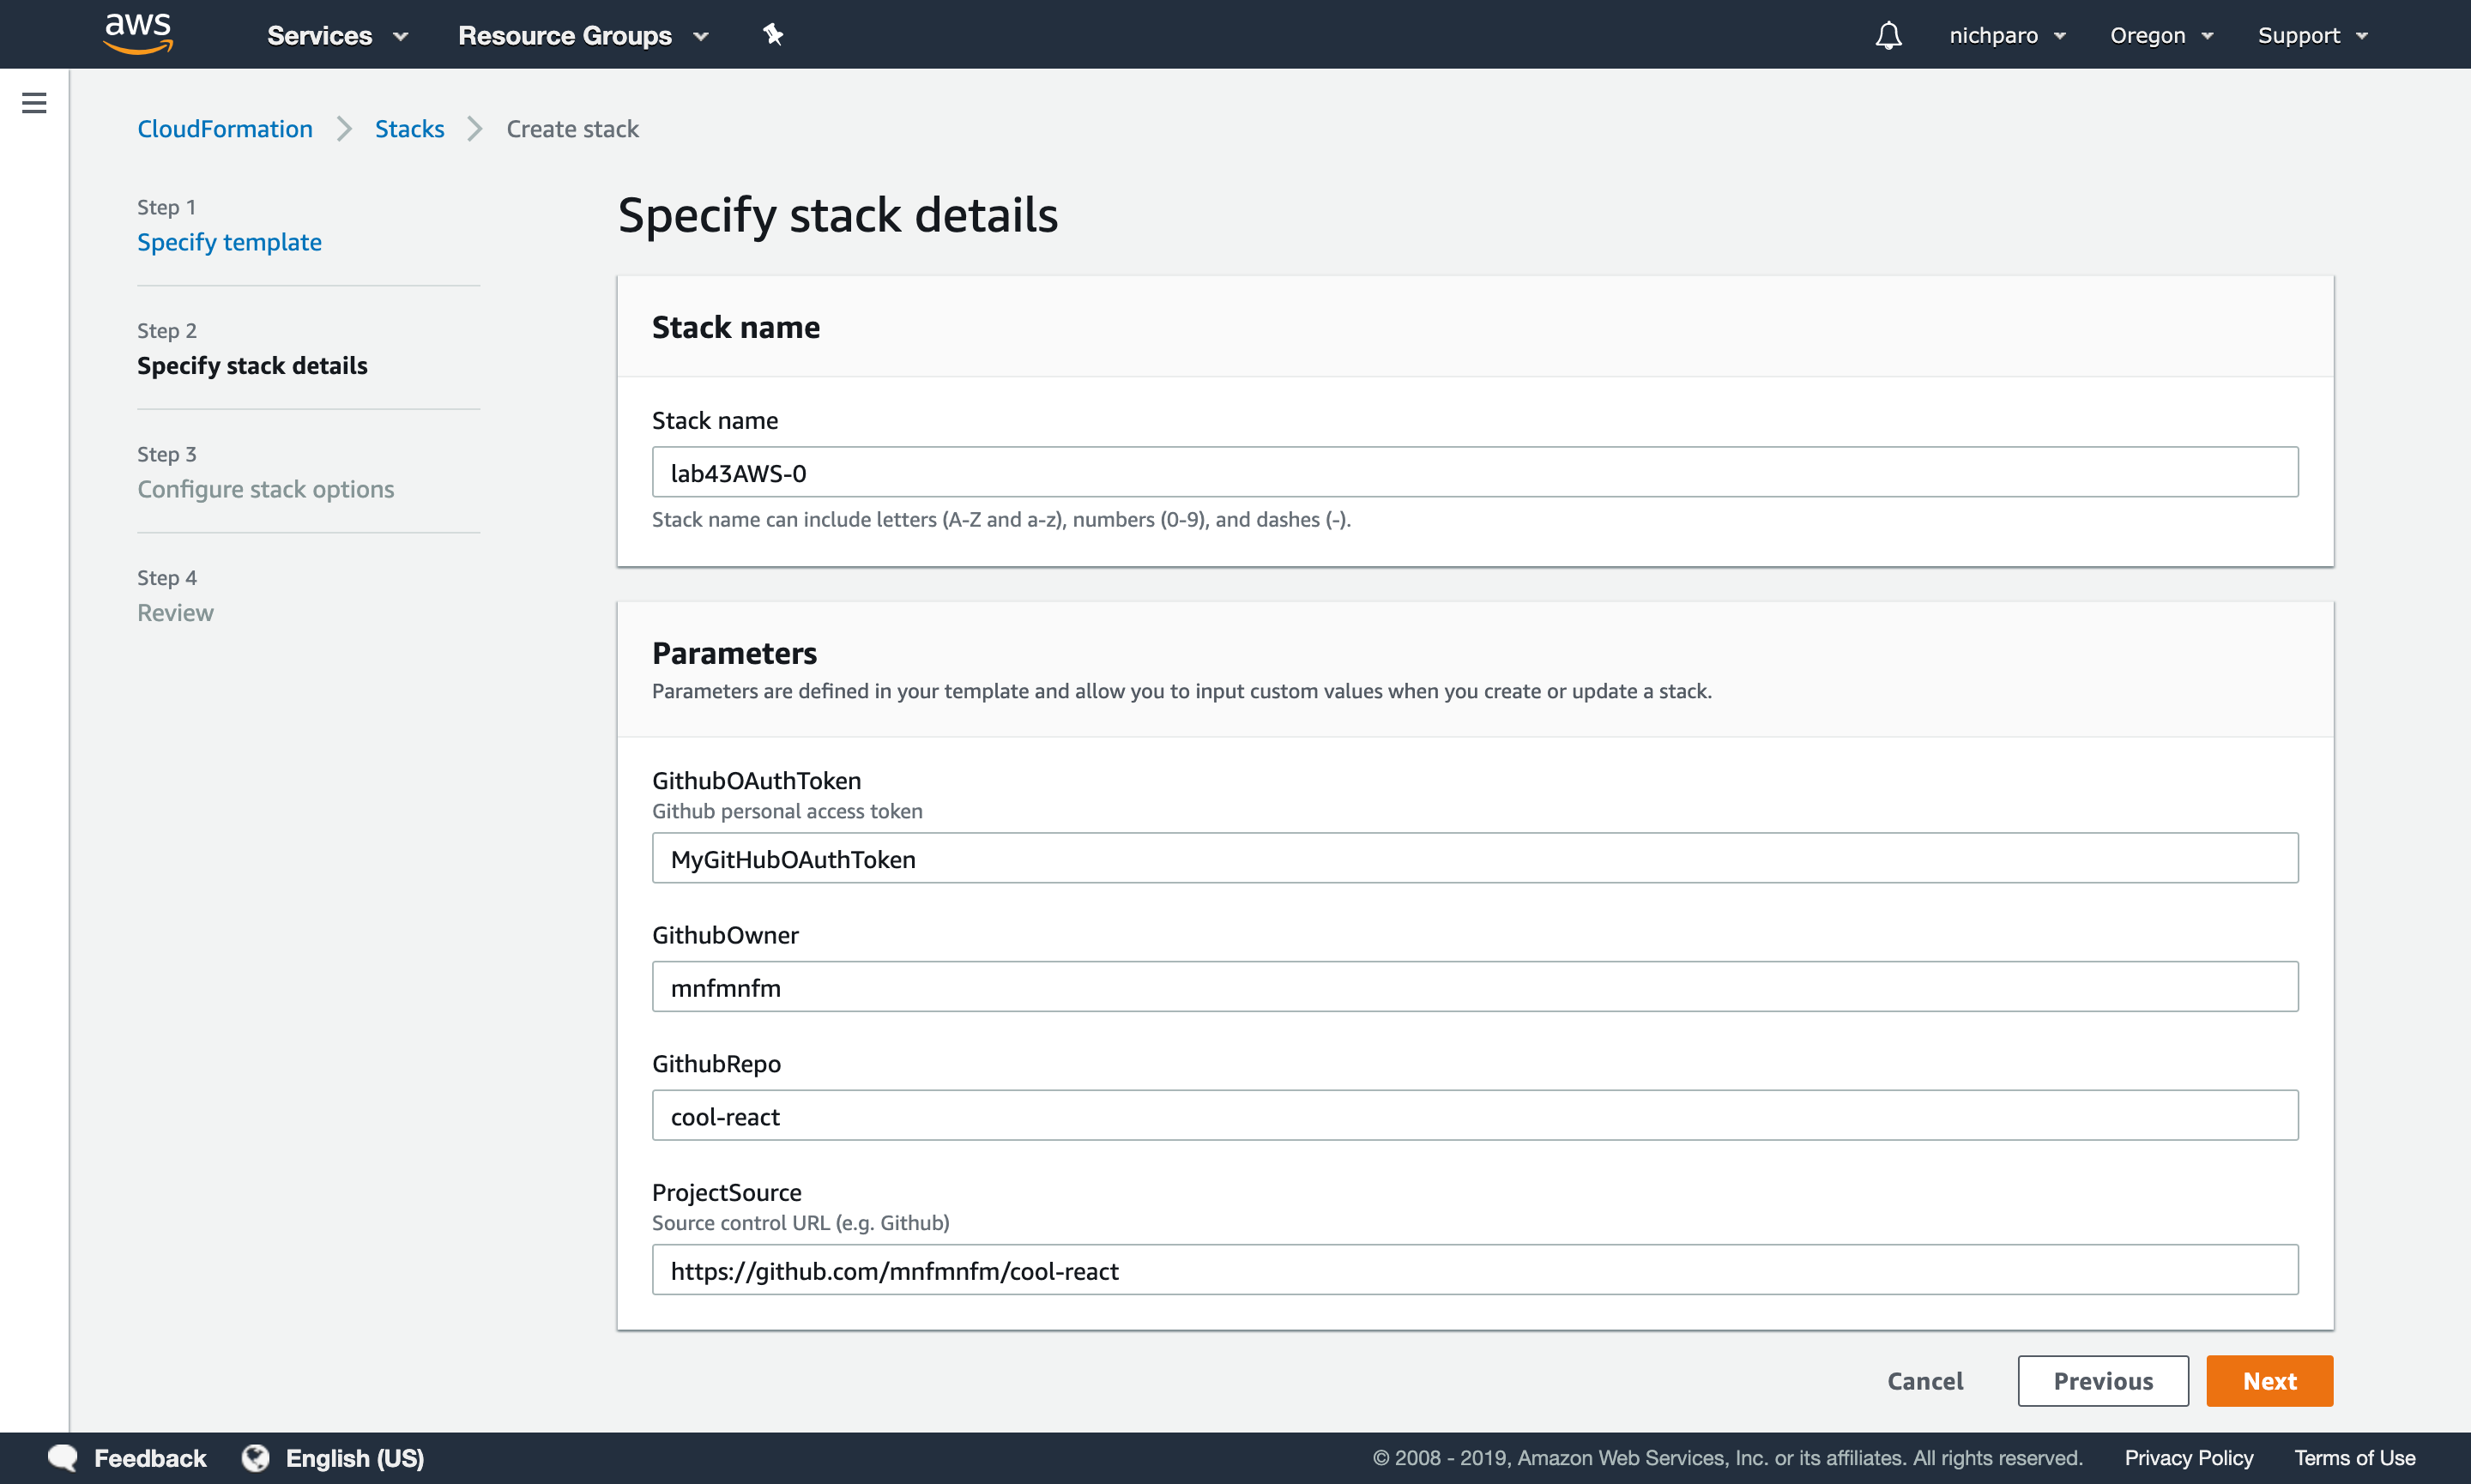 aws Services Resource Groups nichparo Oregon Support
CloudFormation Stacks Create stack
Step 1
Specify template
Step 2
Specify stack details
Step 3
Configure stack options
Step 4
Review
Specify stack details
Stack name
Stack name
lab43AWS-0
Stack name can include letters (A-Z and a-z), numbers (0-9), and dashes (-).
Parameters
Parameters are defined in your template and allow you to input custom values when you create or update a stack.
GithubOAuthToken
Github personal access token
MyGitHubOAuthToken
GithubOwner
mnfmnfm
GithubRepo
cool-react
ProjectSource
Source control URL (e.g. Github)
https://github.com/mnfmnfm/cool-react
Cancel Previous Next
Feedback English (US) © 2008 - 2019, Amazon Web Services, Inc. or its affiliates. All rights reserved. Privacy Policy Terms of Use